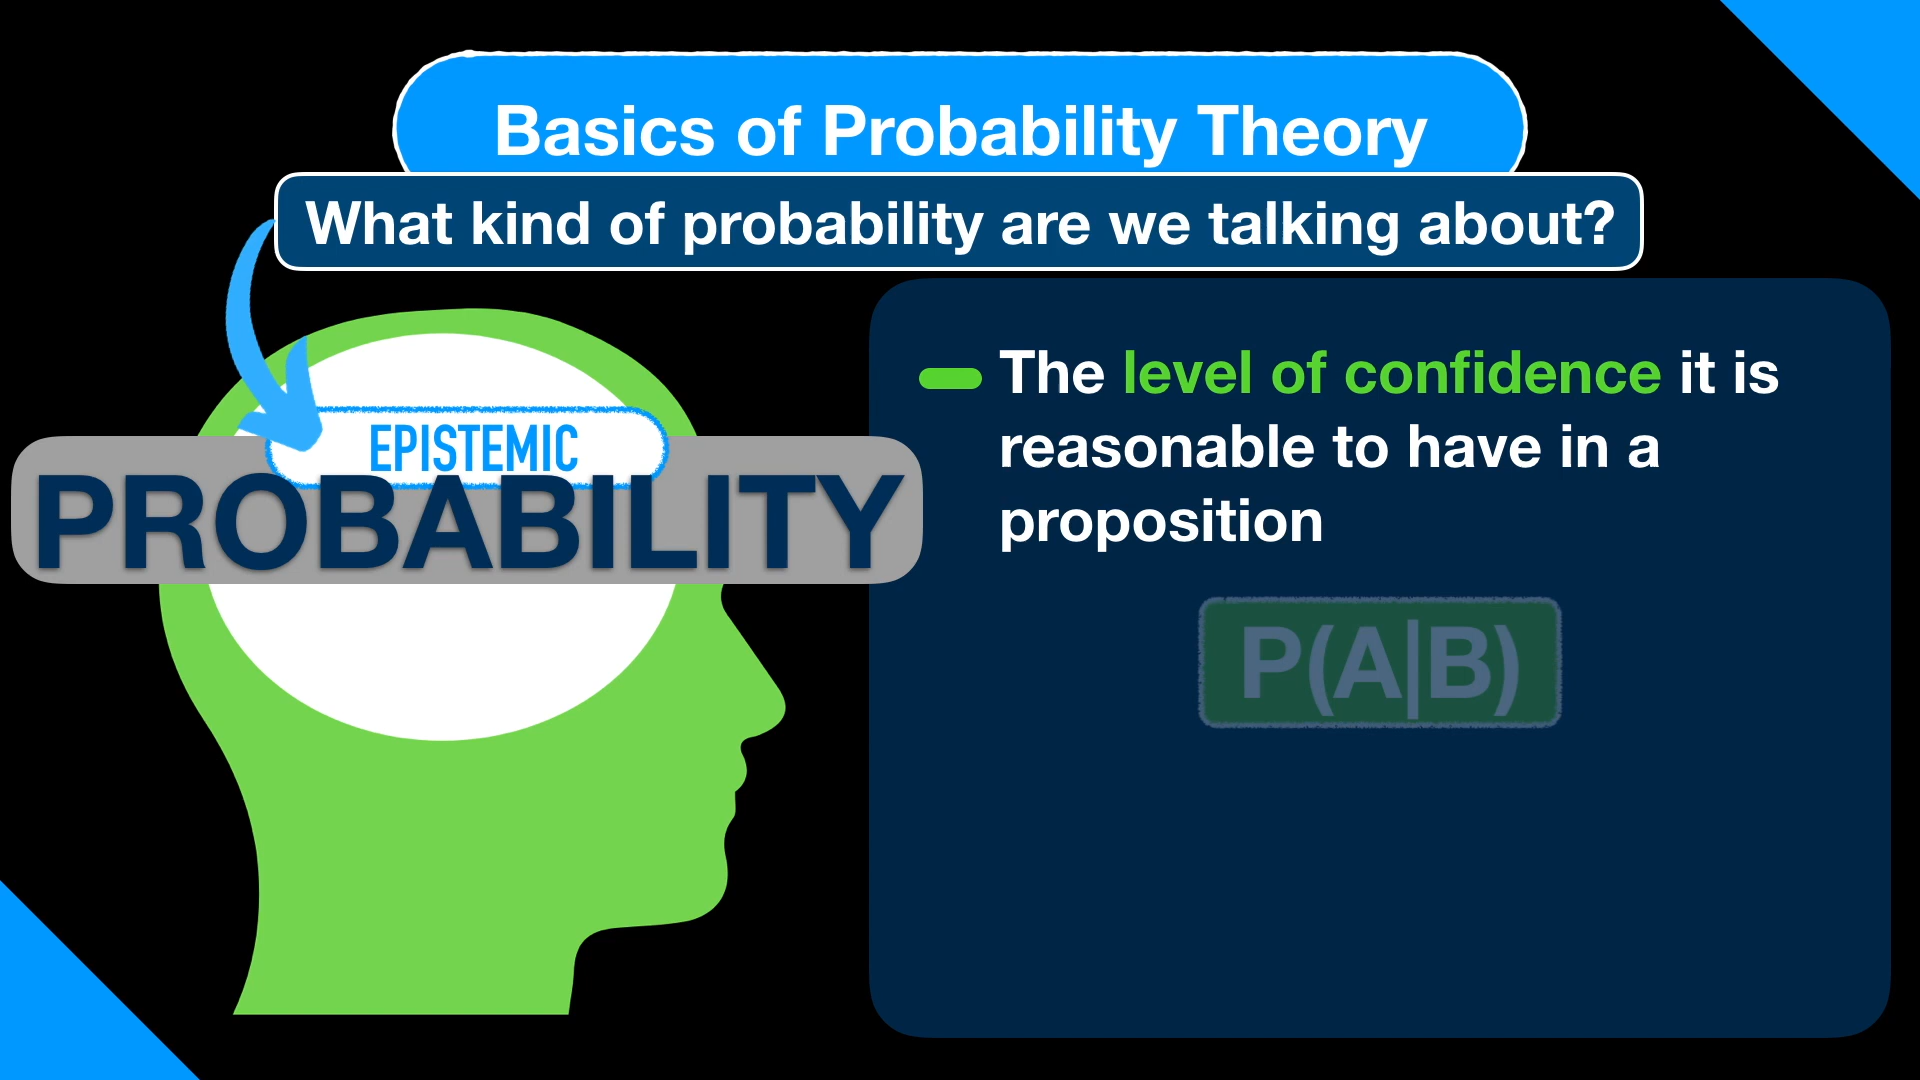 Basics of Probability Theory
What kind of probability are we talking about?
EPISTEMIC
PROBABILITY
The level of confidence it is
reasonable to have in a
proposition
P(A|B)